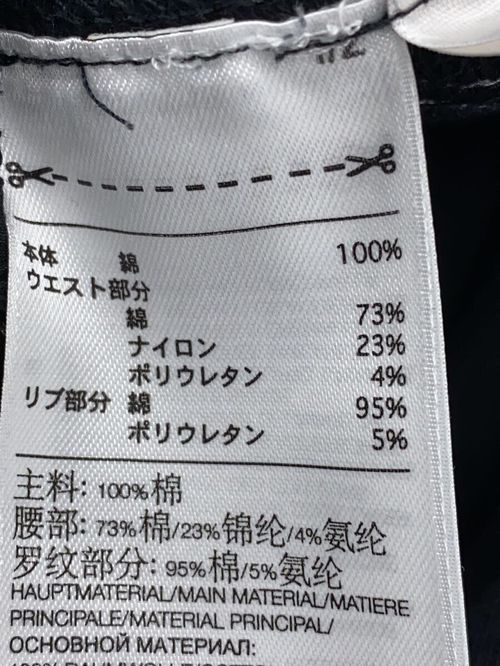 本体 綿 100%
ウエスト部分
綿 73%
ナイロン 23%
ポリウレタン 4%
リブ部分 綿 95%
ポリウレタン 5%
主料: 100%棉
腰部: 73%棉/23%锦纶/4%氨纶
罗纹部分: 95%棉/5%氨纶
HAUPTMATERIAL/MAIN MATERIAL/MATIERE
PRINCIPALE/MATERIAL PRINCIPAL/
ОСНОВНОЙ МАТЕРИАЛ: